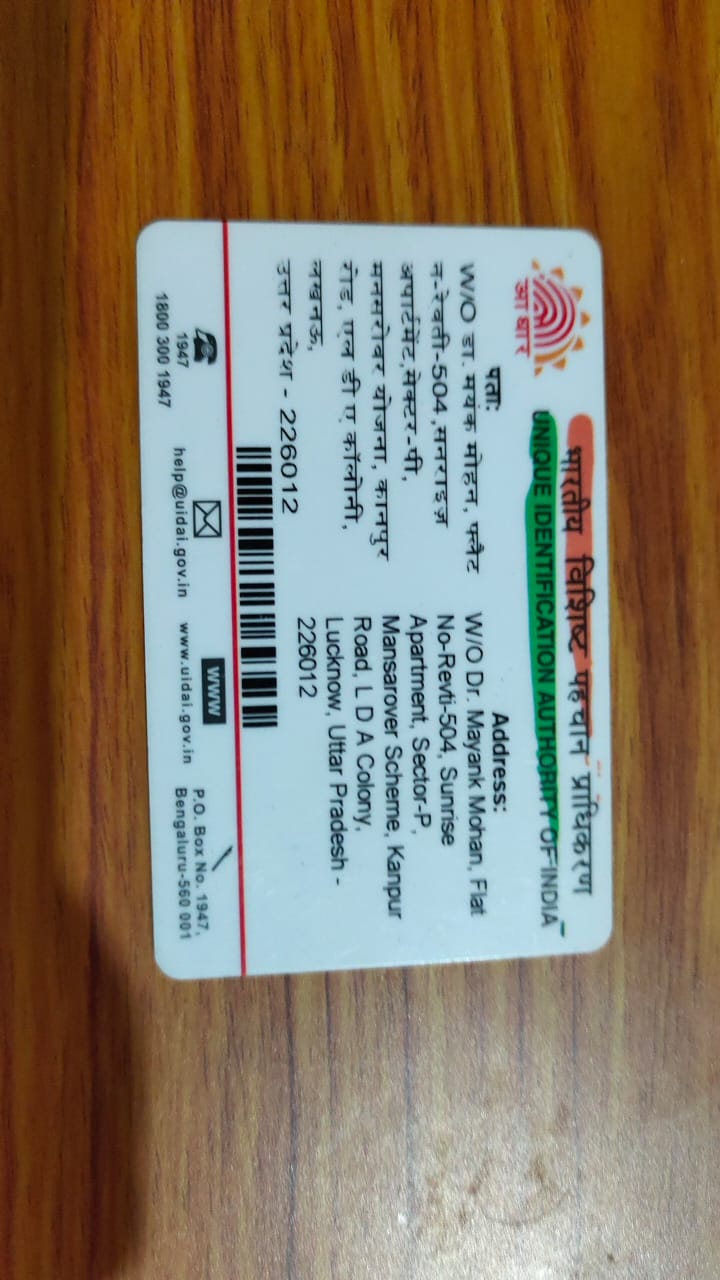 भारतीय विशिष्ट पहचान प्राधिकरण
UNIQUE IDENTIFICATION AUTHORITY OF INDIA
आधार
पता:
W/O डा. मयंक मोहन, फ्लैट
न-रेवती-504,सनराइज़
अपार्टमेंट,सेक्टर-पी,
मनसरोवर योजना, कानपुर
रोड, एल डी ए कॉलोनी,
लखनऊ,
उत्तर प्रदेश - 226012
Address:
W/O Dr. Mayank Mohan, Flat
No-Revti-504, Sunrise
Apartment, Sector-P,
Mansarover Scheme, Kanpur
Road, L D A Colony,
Lucknow, Uttar Pradesh -
226012
1947
1800 300 1947
help@uidai.gov.in
WWW
www.uidai.gov.in
P.O. Box No. 1947,
Bengaluru-560 001